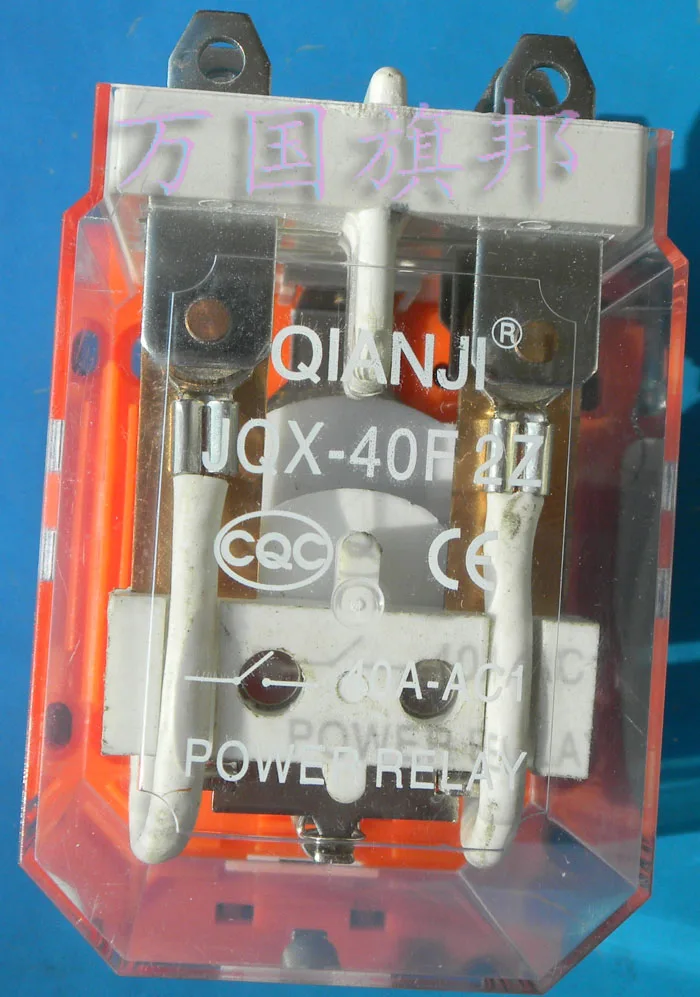 万国旗邦
QIANJI®
JQX-40F 2Z
CQC CE
40A-AC1
POWER RELAY